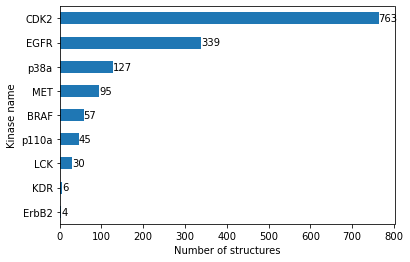 CDK2 763
EGFR 339
p38a 127
MET 95
BRAF 57
p110a 45
LCK 30
KDR 6
ErbB2 4
Kinase name
0 100 200 300 400 500 600 700 800
Number of structures